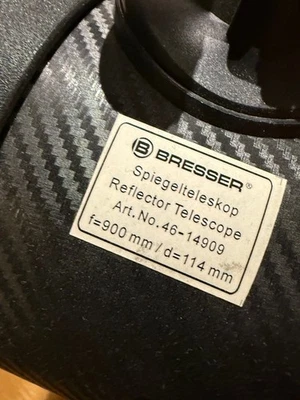 B BRESSER®
Spiegelteleskop
Reflector Telescope
Art.No.46-14909
f=900 mm / d=114 mm